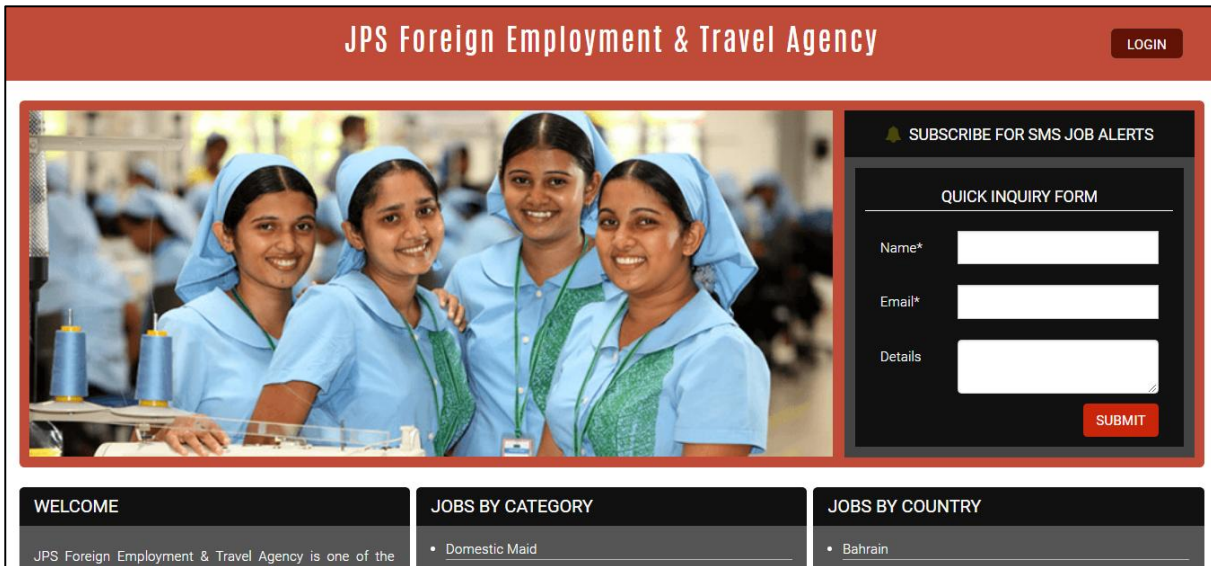 JPS Foreign Employment & Travel Agency
LOGIN
SUBSCRIBE FOR SMS JOB ALERTS
QUICK INQUIRY FORM
Name*
Email*
Details
SUBMIT
WELCOME
JPS Foreign Employment & Travel Agency is one of the
JOBS BY CATEGORY
• Domestic Maid
JOBS BY COUNTRY
• Bahrain